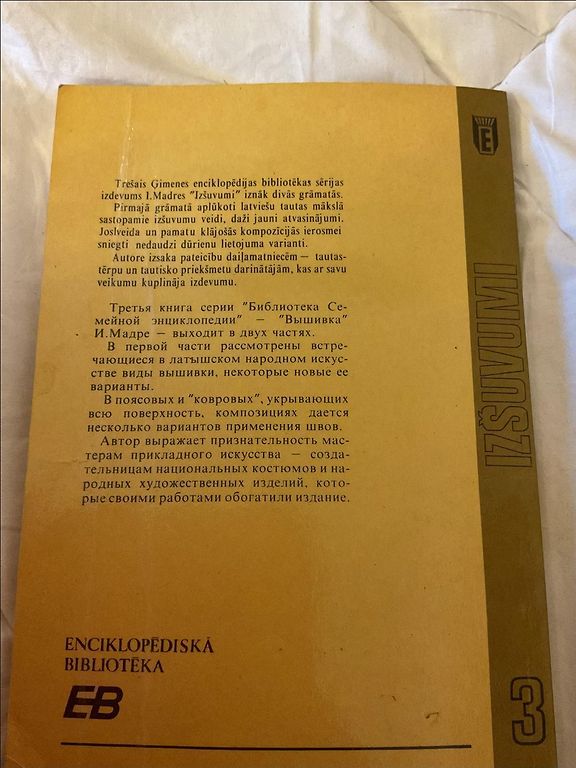 Trešais Ģimenes enciklopēdijas bibliotēkas sērijas
izdevums I.Madres "Izšuvumi" iznāk divās grāmatās.
Pirmajā grāmatā aplūkoti latviešu tautas mākslā
sastopamie izšuvumu veidi, daži jauni atvasinājumi.
Joslveida un pamatu klājošās kompozīcijās ierosmei
sniegti nedaudzi dūrienu lietojuma varianti.
Autore izsaka pateicību daiļamatniecēm — tautas-
tērpu un tautisko priekšmetu darinātājām, kas ar savu
veikumu kuplināja izdevumu.
Третья книга серии "Библиотека Се-
мейной энциклопедии" — "Вышивка"
И.Мадре — выходит в двух частях.
В первой части рассмотрены встре-
чающиеся в латышском народном искус-
стве виды вышивки, некоторые новые ее
варианты.
В поясовых и "ковровых", укрывающих
всю поверхность, композициях дается
несколько вариантов применения швов.
Автор выражает признательность мас-
терам прикладного искусства — созда-
тельницам национальных костюмов и на-
родных художественных изделий, кото-
рые своими работами обогатили издание.
ENCIKLOPĒDISKĀ
BIBLIOTĒKA
EB
E
IZŠUVUMI
3